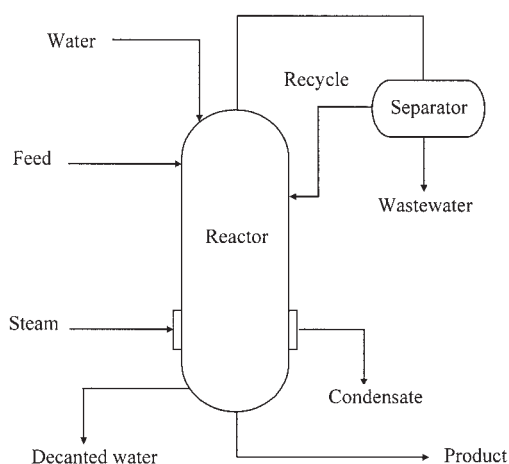 Water
Recycle
Separator
Feed
Wastewater
Reactor
Steam
Condensate
Decanted water
Product